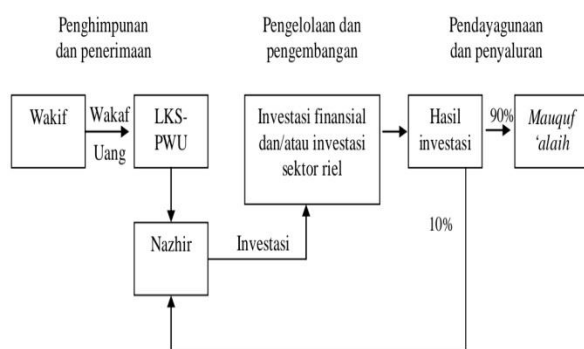 Penghimpunan
dan penerimaan
Pengelolaan dan
pengembangan
Pendayagunaan
dan penyaluran
Wakif
Wakaf
Uang
LKS-
PWU
Investasi finansial
dan/atau investasi
sektor riel
Hasil
investasi
90%
Mauquf
‘alaih
Nazhir
Investasi
10%